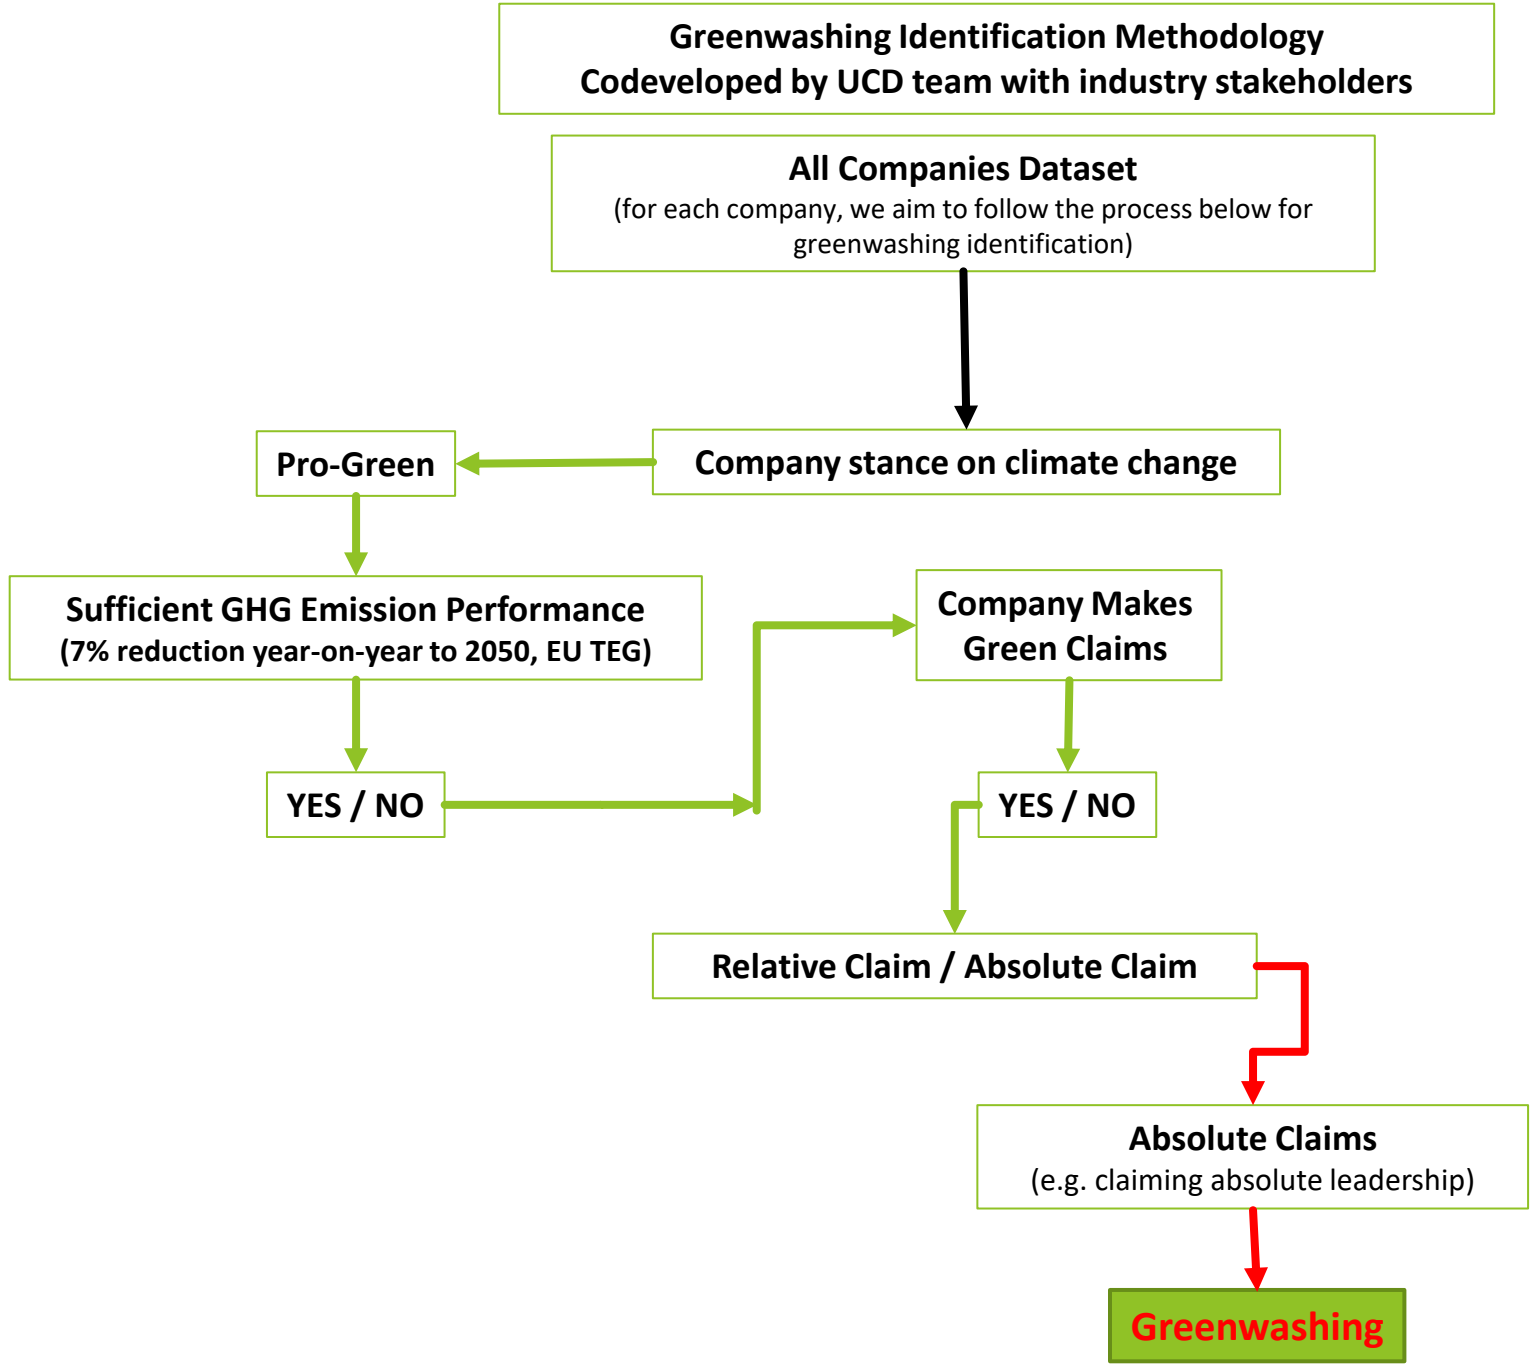 Greenwashing Identification Methodology
Codeveloped by UCD team with industry stakeholders
All Companies Dataset
(for each company, we aim to follow the process below for
greenwashing identification)
Company stance on climate change
Pro-Green
Sufficient GHG Emission Performance
(7% reduction year-on-year to 2050, EU TEG)
Company Makes
Green Claims
YES / NO
YES / NO
Relative Claim / Absolute Claim
Absolute Claims
(e.g. claiming absolute leadership)
Greenwashing